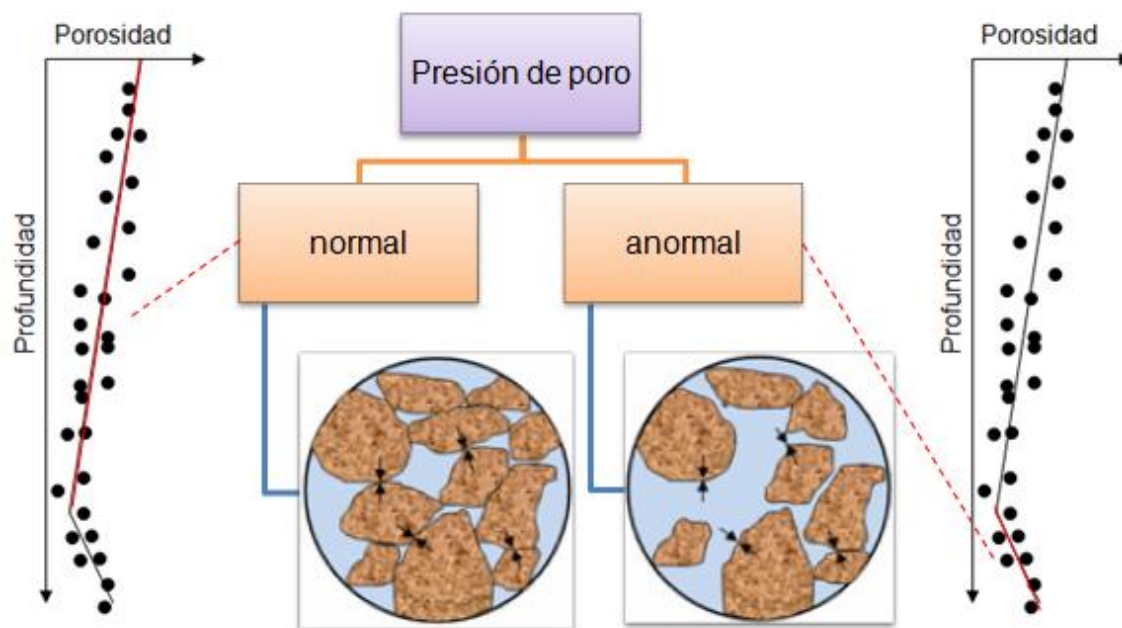 Porosidad
Presión de poro
Porosidad
normal
anormal
Profundidad
Profundidad